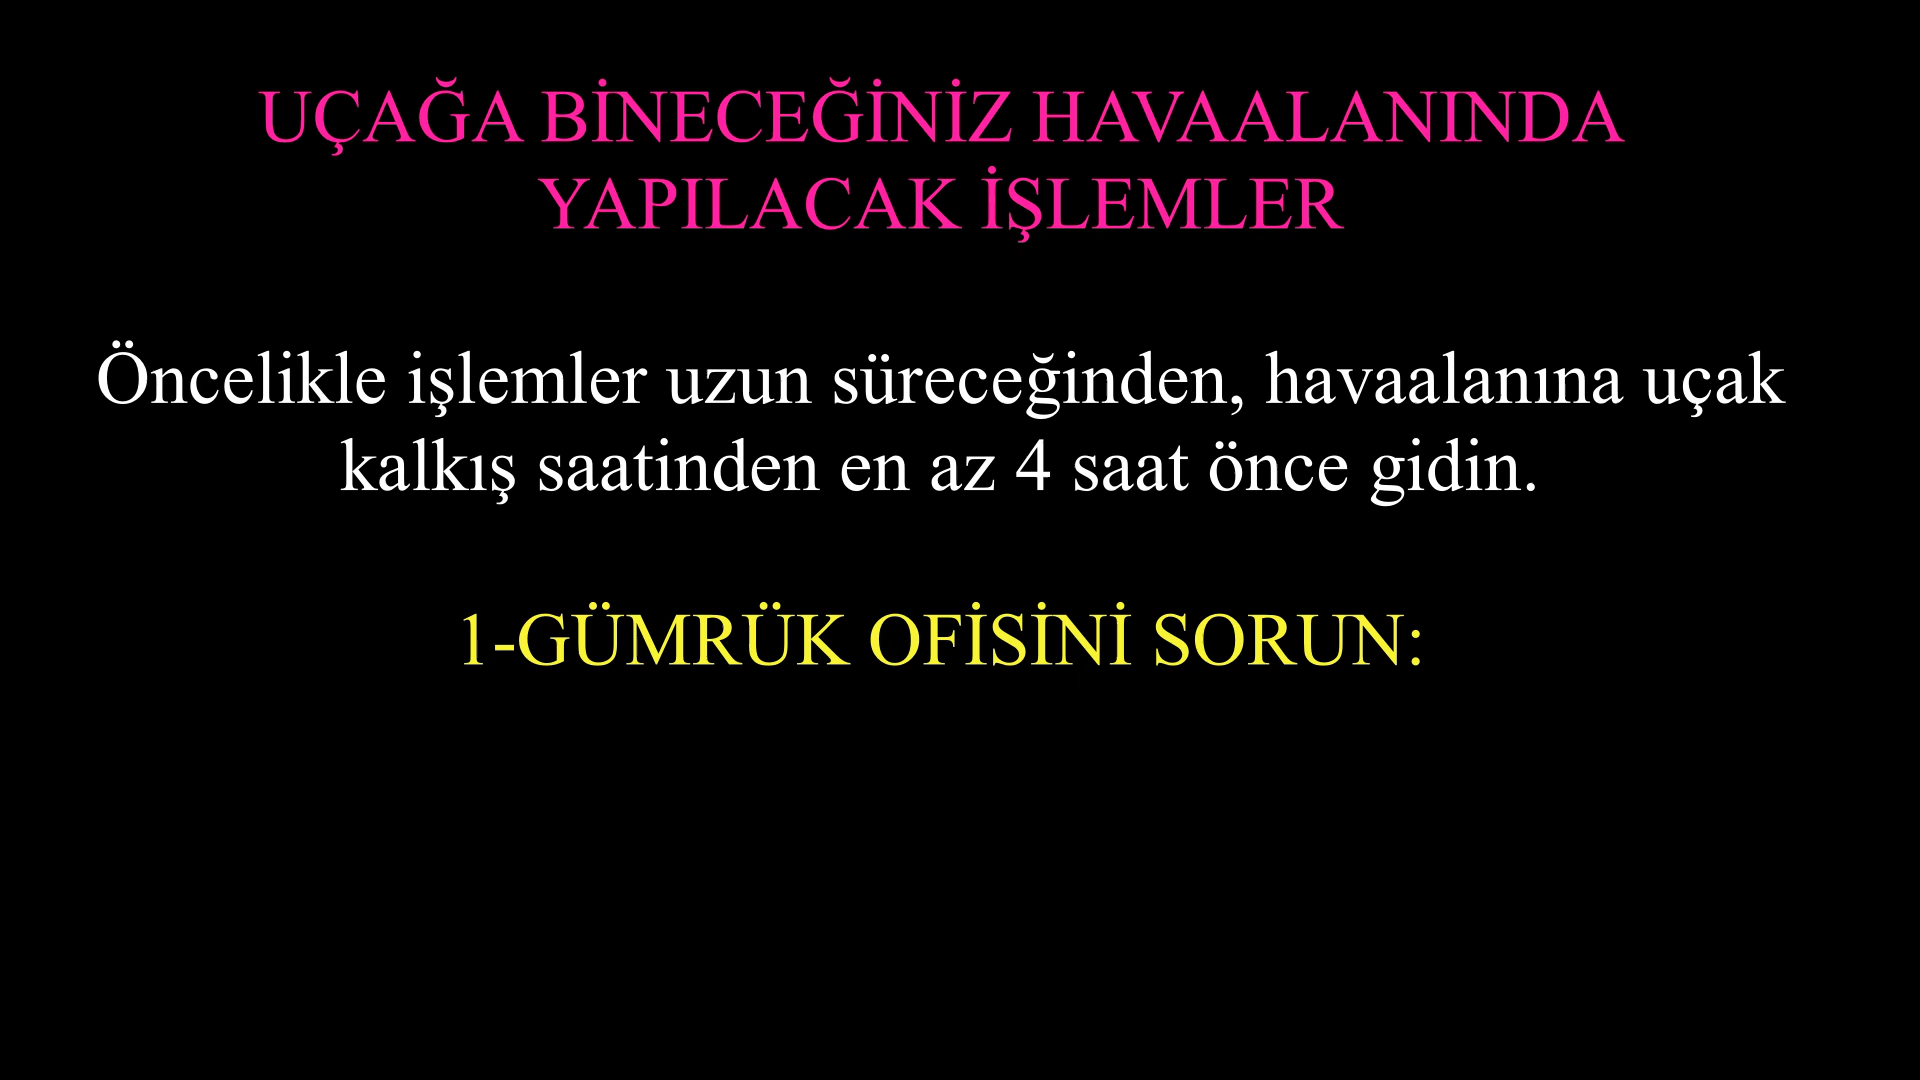 UÇAĞA BİNECEĞİNİZ HAVAALANINDA
YAPILACAK İŞLEMLER
Öncelikle işlemler uzun süreceğinden, havaalanına uçak
kalkış saatinden en az 4 saat önce gidin.
1-GÜMRÜK OFİSİNİ SORUN: